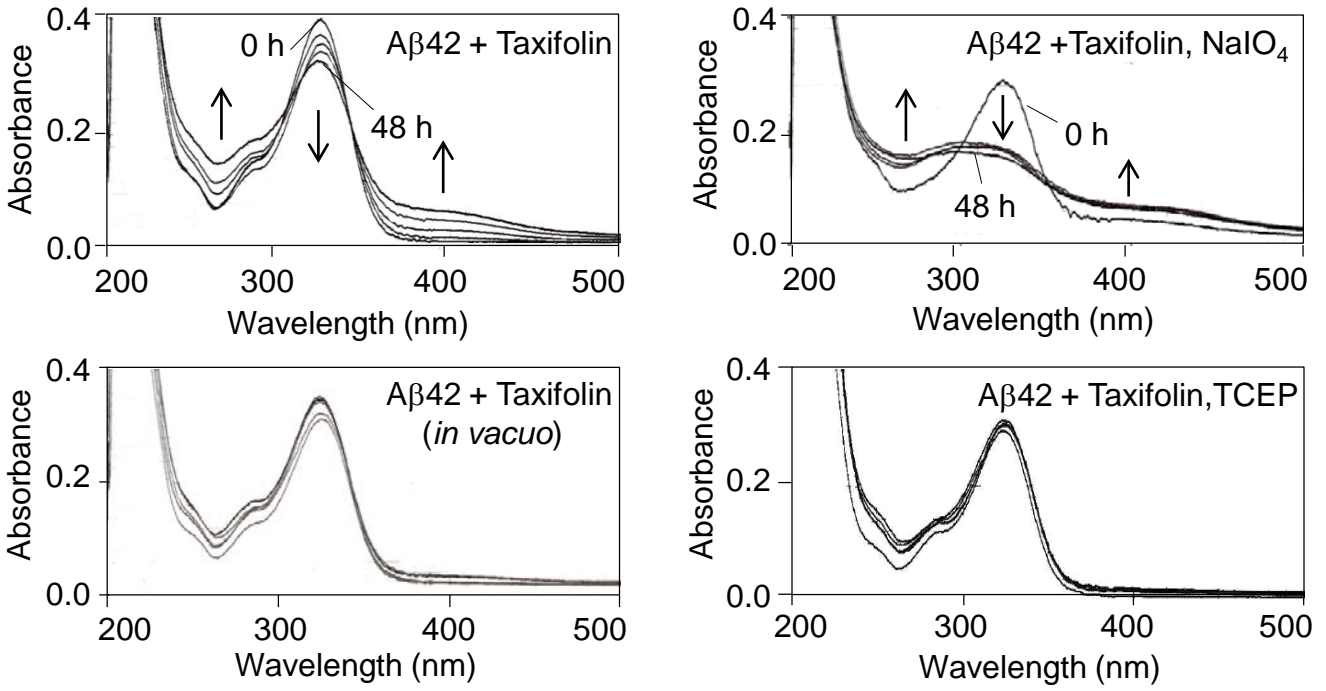 0.4
0.2
0.0
Absorbance
0 h
Aβ42 + Taxifolin
48 h
200
300
400
500
Wavelength (nm)
0.4
0.2
0.0
Absorbance
Aβ42 +Taxifolin, NaIO4
0 h
48 h
200
300
400
500
Wavelength (nm)
0.4
0.2
0.0
Absorbance
Aβ42 + Taxifolin
(in vacuo)
200
300
400
500
Wavelength (nm)
0.4
0.2
0.0
Absorbance
Aβ42 + Taxifolin,TCEP
200
300
400
500
Wavelength (nm)